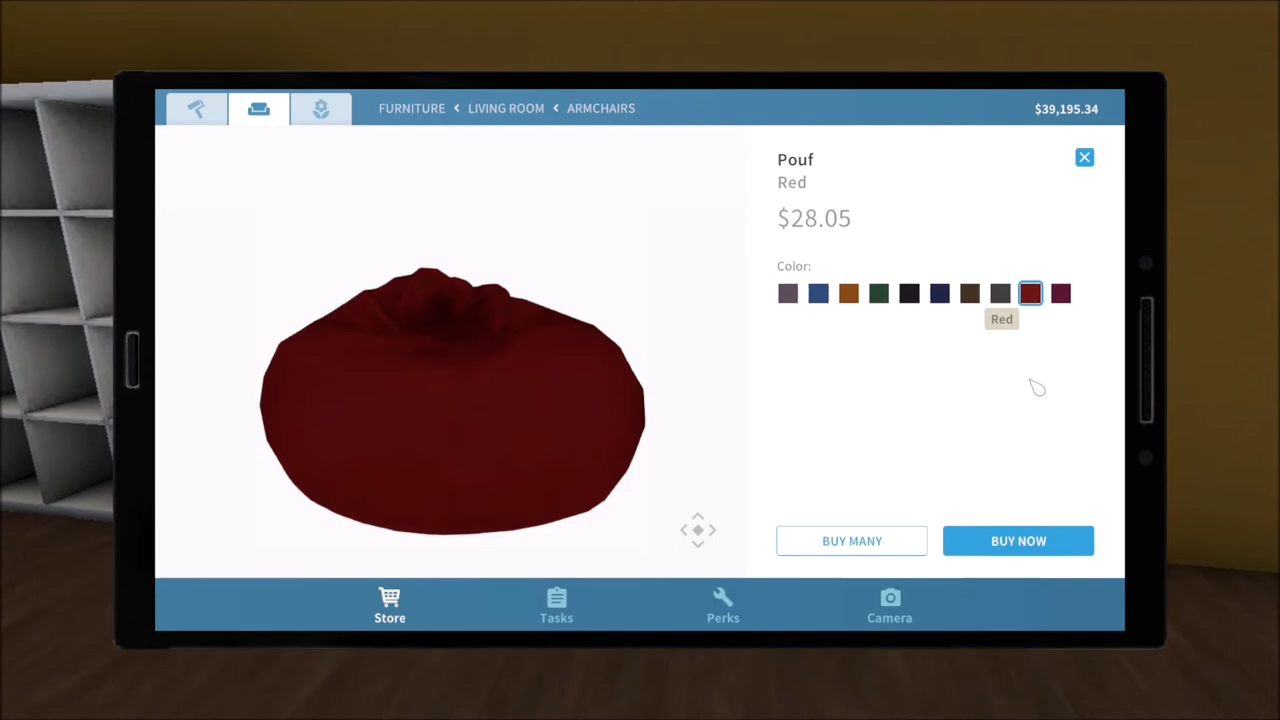 FURNITURE < LIVING ROOM < ARMCHAIRS
$39,195.34
Pouf
Red
$28.05
Color:
Red
BUY MANY
BUY NOW
Store
Tasks
Perks
Camera